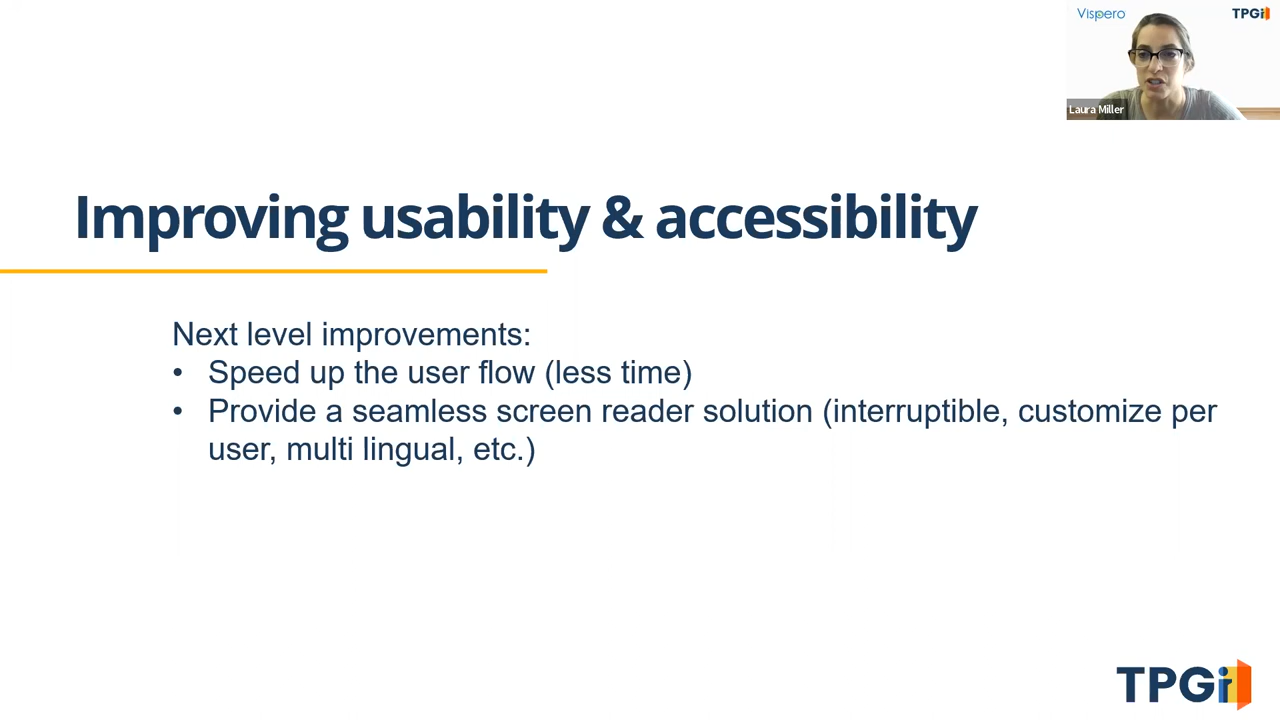 Vispero
TPGi
Laura Miller
Improving usability & accessibility
Next level improvements:
• Speed up the user flow (less time)
• Provide a seamless screen reader solution (interruptible, customize per
user, multi lingual, etc.)
TPGi